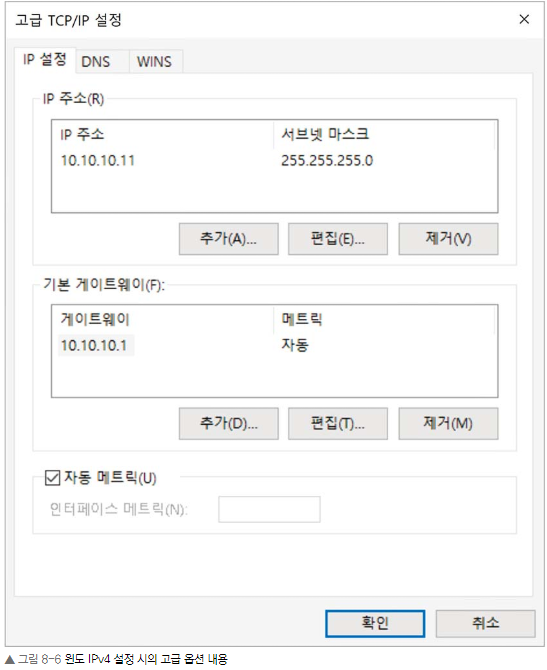 고급 TCP/IP 설정
IP 설정 DNS WINS
IP 주소(R)
IP 주소 서브넷 마스크
10.10.10.11 255.255.255.0
추가(A)... 편집(E)... 제거(V)
기본 게이트웨이(F):
게이트웨이 메트릭
10.10.10.1 자동
추가(D)... 편집(T)... 제거(M)
자동 메트릭(U)
인터페이스 메트릭(N):
확인 취소
▲ 그림 8-6 윈도 IPv4 설정 시의 고급 옵션 내용